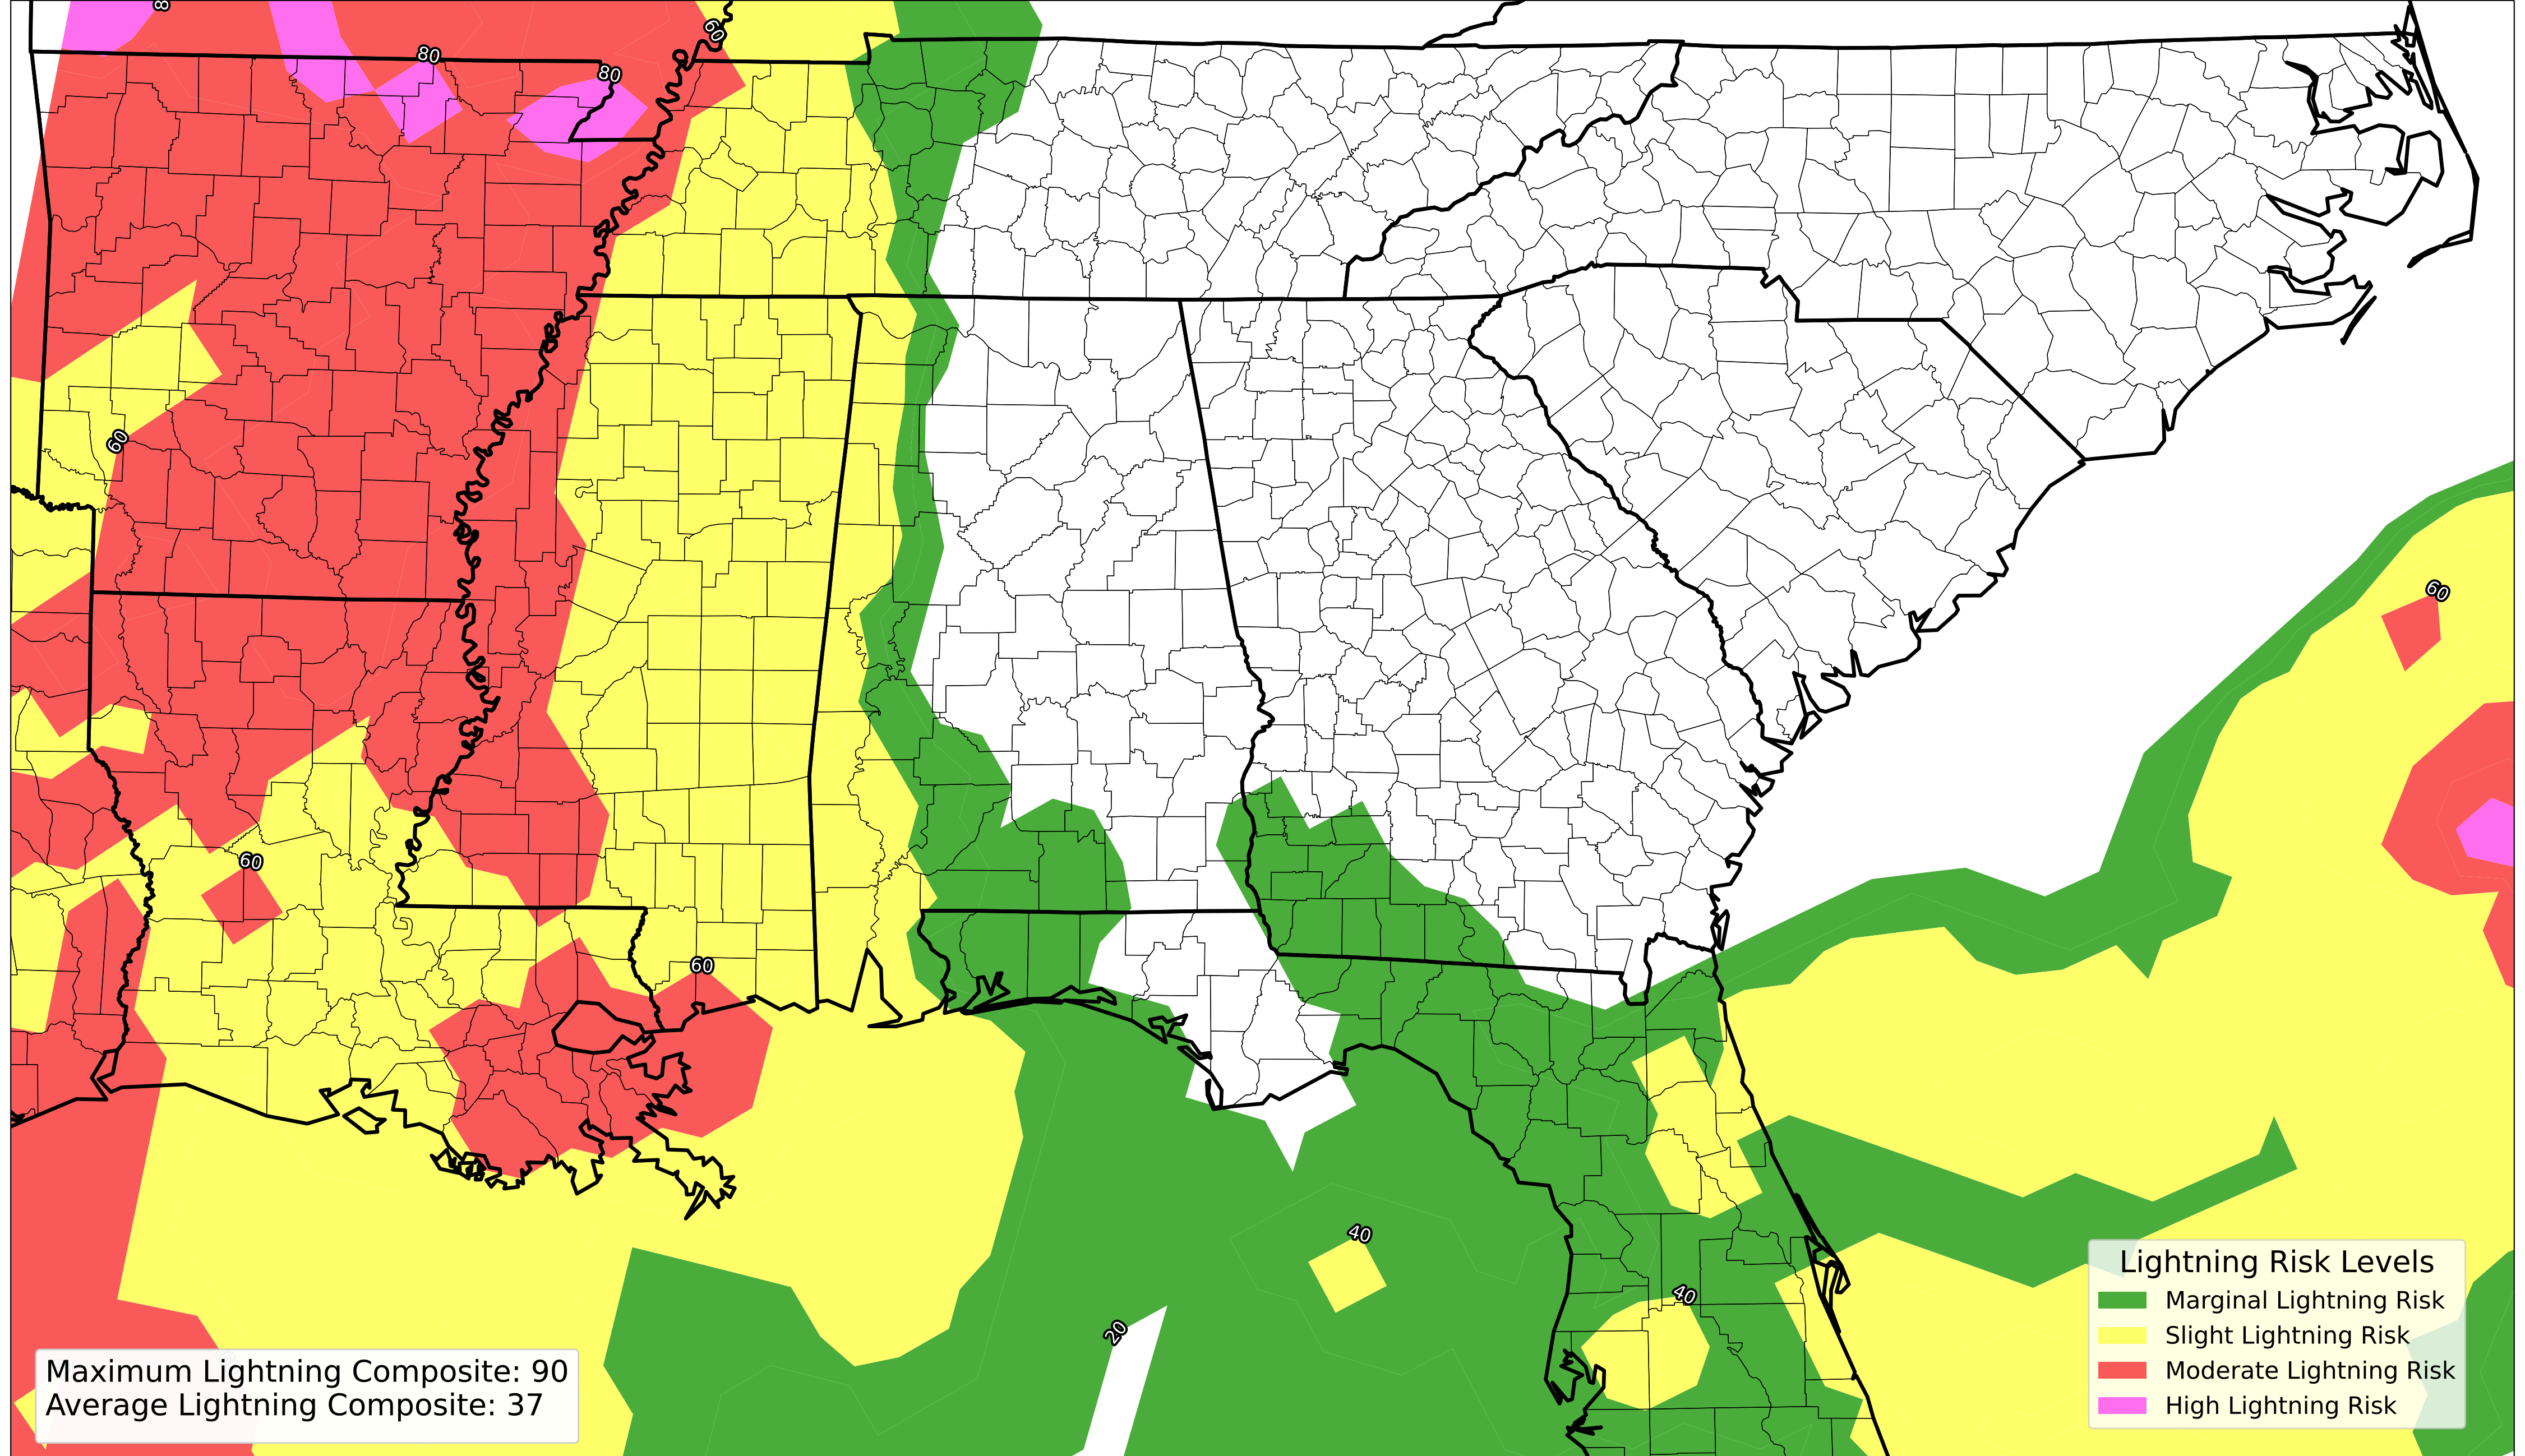 8
60
80
80
60
60
60
60
40
40
20
Lightning Risk Levels
Marginal Lightning Risk
Slight Lightning Risk
Moderate Lightning Risk
High Lightning Risk
Maximum Lightning Composite: 90
Average Lightning Composite: 37